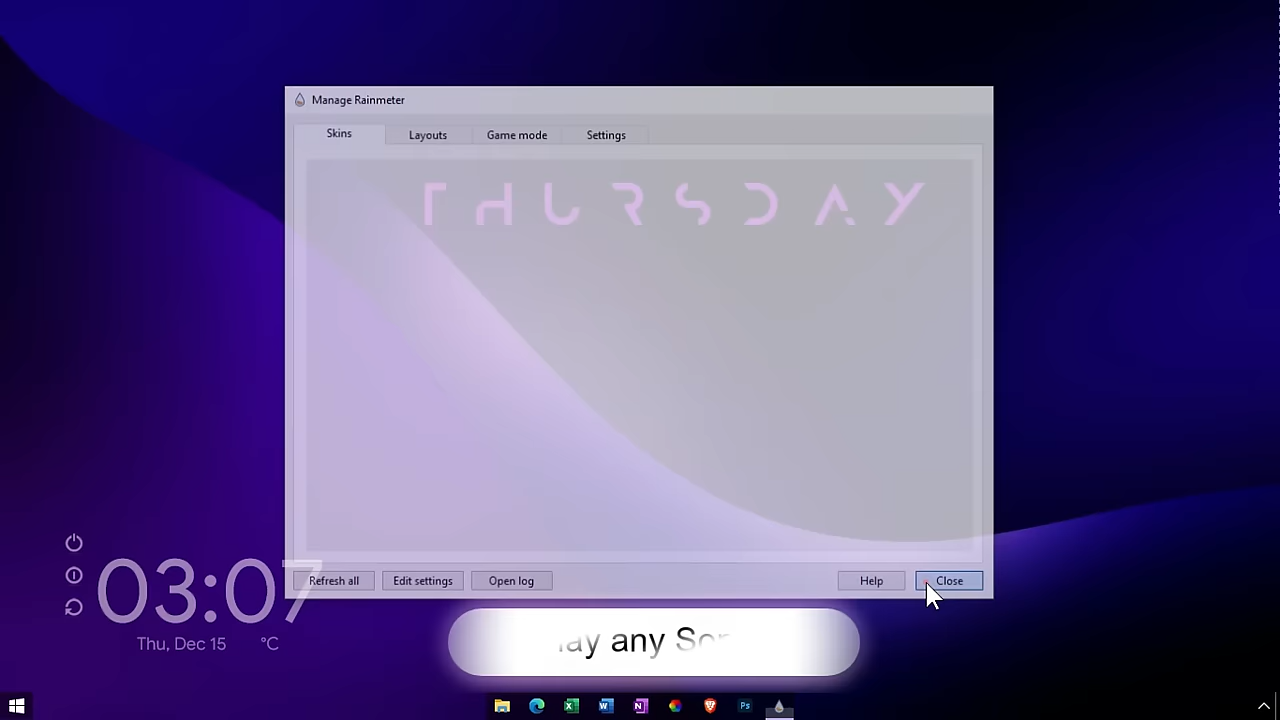 Manage Rainmeter
Skins Layouts Game mode Settings
THURSDAY
03:07
Thu, Dec 15 °C
Refresh all Edit settings Open log Help Close
any